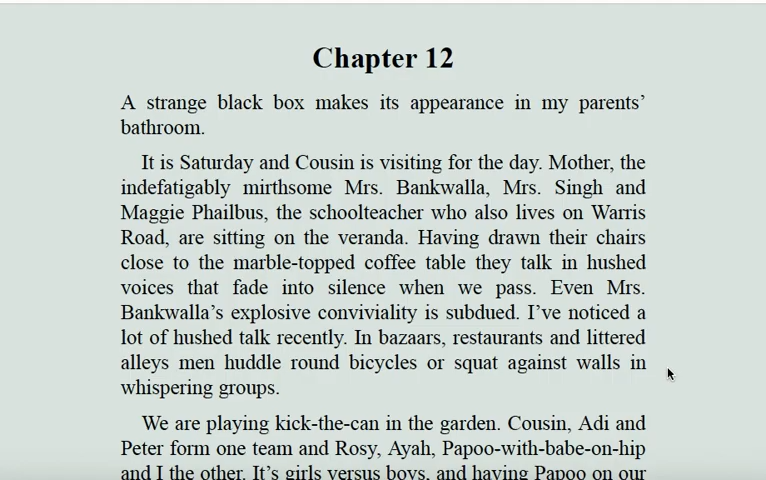 Chapter 12
A strange black box makes its appearance in my parents’
bathroom.
It is Saturday and Cousin is visiting for the day. Mother, the
indefatigably mirthsome Mrs. Bankwalla, Mrs. Singh and
Maggie Phailbus, the schoolteacher who also lives on Warris
Road, are sitting on the veranda. Having drawn their chairs
close to the marble-topped coffee table they talk in hushed
voices that fade into silence when we pass. Even Mrs.
Bankwalla’s explosive conviviality is subdued. I’ve noticed a
lot of hushed talk recently. In bazaars, restaurants and littered
alleys men huddle round bicycles or squat against walls in
whispering groups.
We are playing kick-the-can in the garden. Cousin, Adi and
Peter form one team and Rosy, Ayah, Papoo-with-babe-on-hip
and I the other. It’s girls versus boys, and having Papoo on our